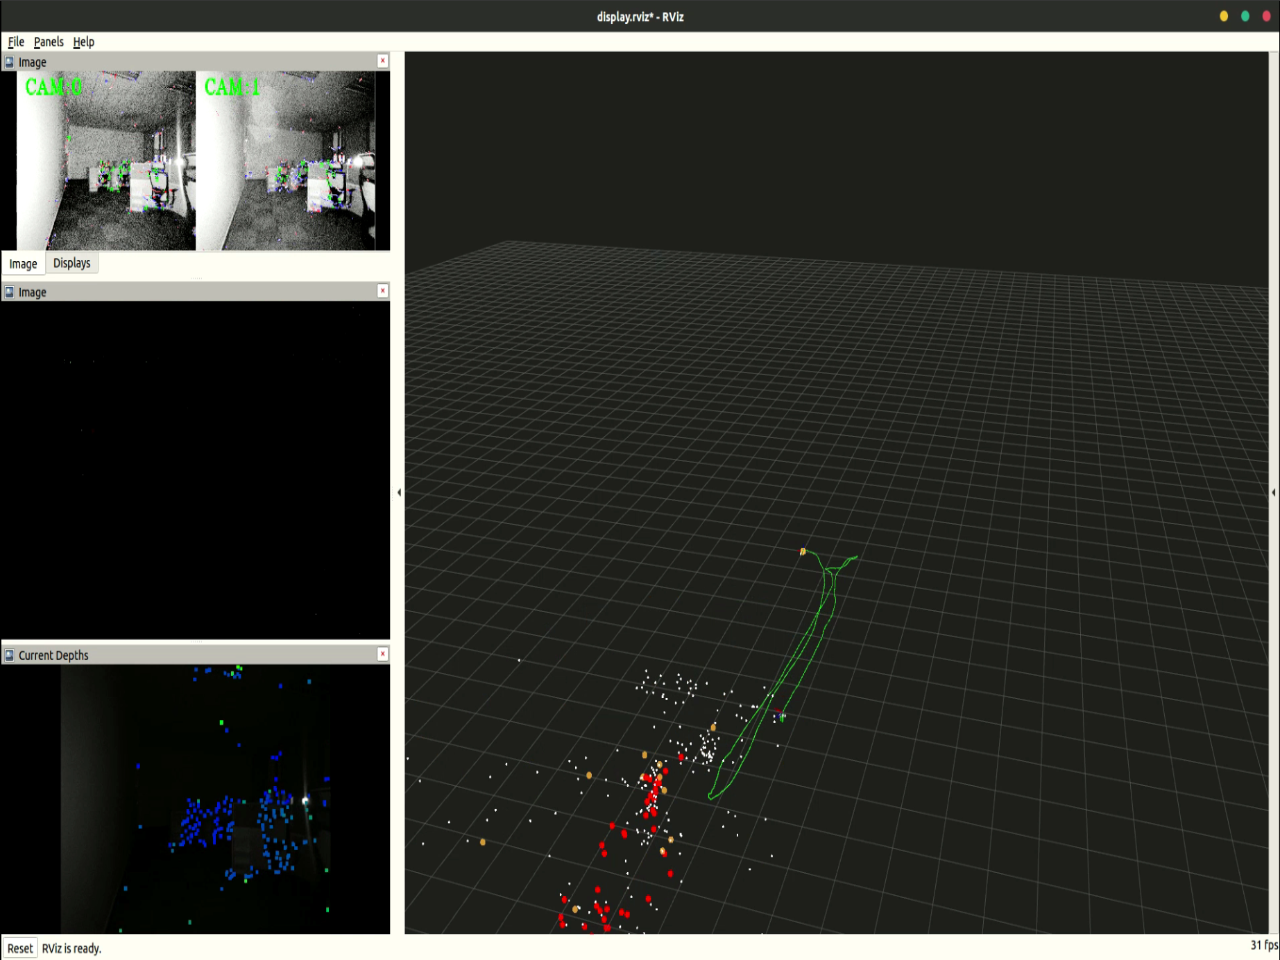 display.rviz* - RViz
File Panels Help
Image
CAM:0 CAM:1
Image Displays
Image
Current Depths
Reset RViz is ready.
31 fps